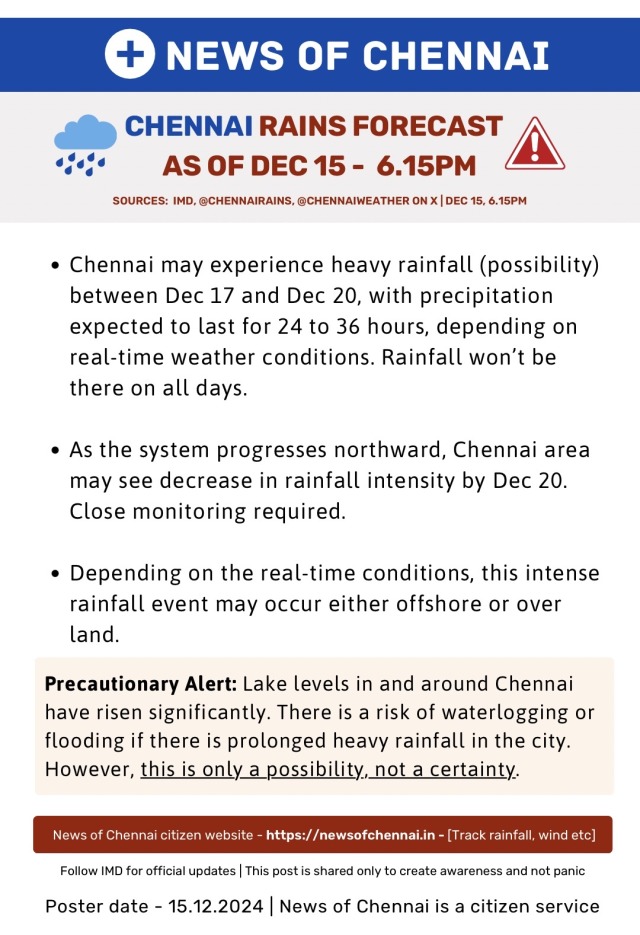 NEWS OF CHENNAI
CHENNAI RAINS FORECAST
AS OF DEC 15 - 6.15PM
SOURCES: IMD, @CHENNAIRAINS, @CHENNAIWEATHER ON X | DEC 15, 6.15PM
• Chennai may experience heavy rainfall (possibility)
between Dec 17 and Dec 20, with precipitation
expected to last for 24 to 36 hours, depending on
real-time weather conditions. Rainfall won't be
there on all days.
• As the system progresses northward, Chennai area
may see decrease in rainfall intensity by Dec 20.
Close monitoring required.
• Depending on the real-time conditions, this intense
rainfall event may occur either offshore or over
land.
Precautionary Alert: Lake levels in and around Chennai
have risen significantly. There is a risk of waterlogging or
flooding if there is prolonged heavy rainfall in the city.
However, this is only a possibility, not a certainty.
News of Chennai citizen website - https://newsofchennai.in - [Track rainfall, wind etc]
Follow IMD for official updates | This post is shared only to create awareness and not panic
Poster date - 15.12.2024 | News of Chennai is a citizen service